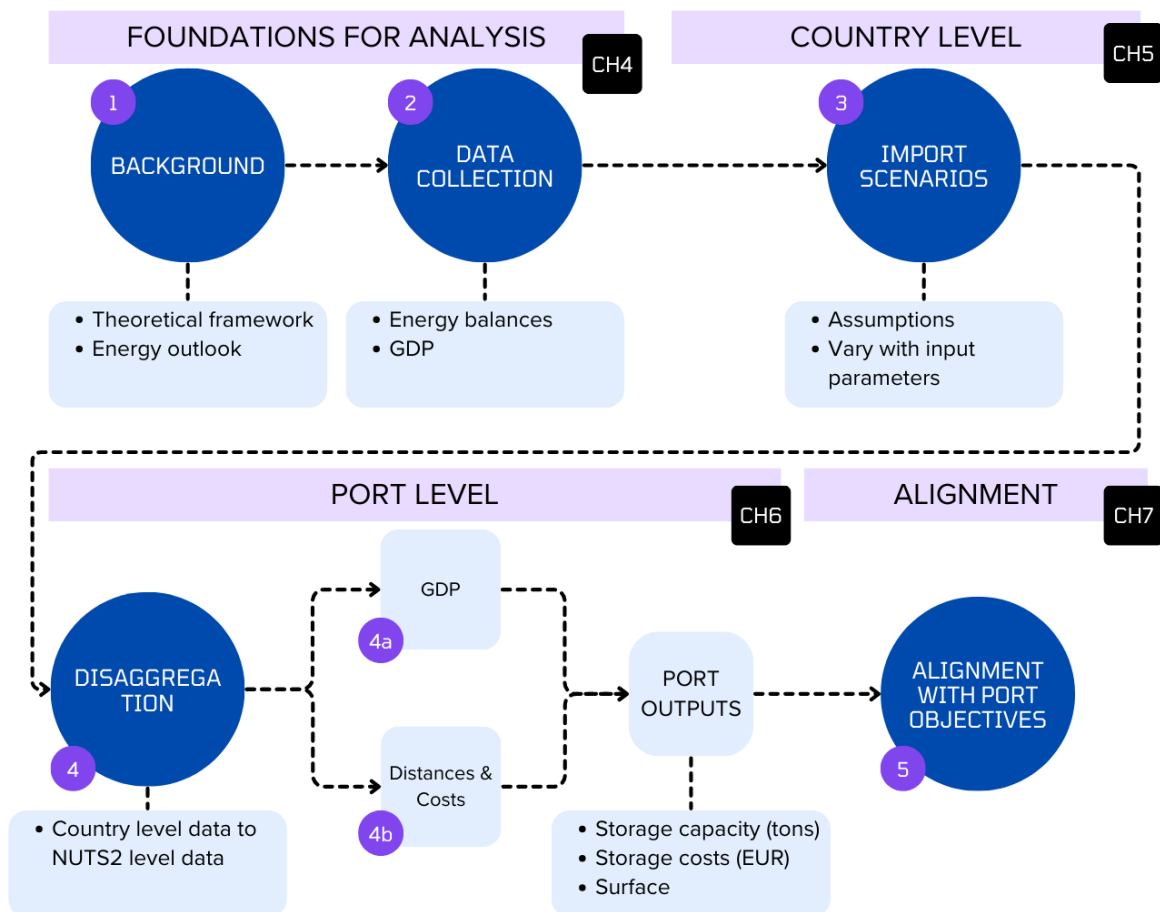 FOUNDATIONS FOR ANALYSIS
CH4
COUNTRY LEVEL
CH5
1
BACKGROUND
2
DATA
COLLECTION
3
IMPORT
SCENARIOS
• Theoretical framework
• Energy outlook
• Energy balances
• GDP
• Assumptions
• Vary with input
parameters
PORT LEVEL
CH6
ALIGNMENT
CH7
DISAGGREGA
TION
4
• Country level data to
NUTS2 level data
GDP
4a
Distances &
Costs
4b
PORT
OUTPUTS
• Storage capacity (tons)
• Storage costs (EUR)
• Surface
ALIGNMENT
WITH PORT
OBJECTIVES
5